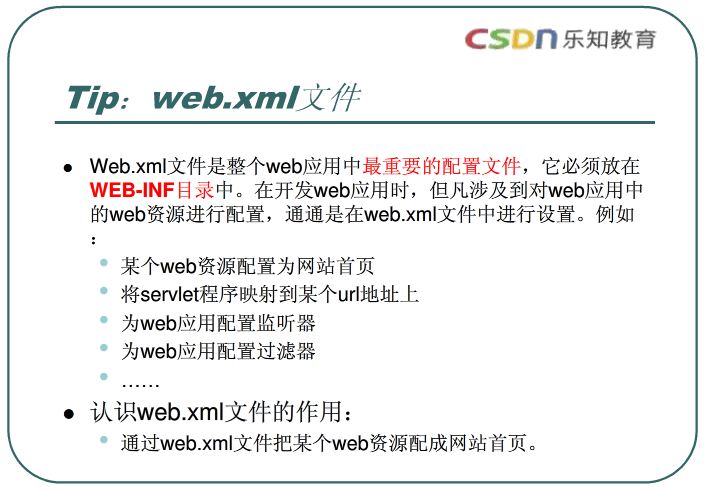 CSDN 乐知教育
Tip：web.xml文件
Web.xml文件是整个web应用中最重要的配置文件，它必须放在
WEB-INF目录中。在开发web应用时，但凡涉及到对web应用中
的web资源进行配置，通通是在web.xml文件中进行设置。例如
：
某个web资源配置为网站首页
将servlet程序映射到某个url地址上
为web应用配置监听器
为web应用配置过滤器
……
认识web.xml文件的作用：
通过web.xml文件把某个web资源配成网站首页。